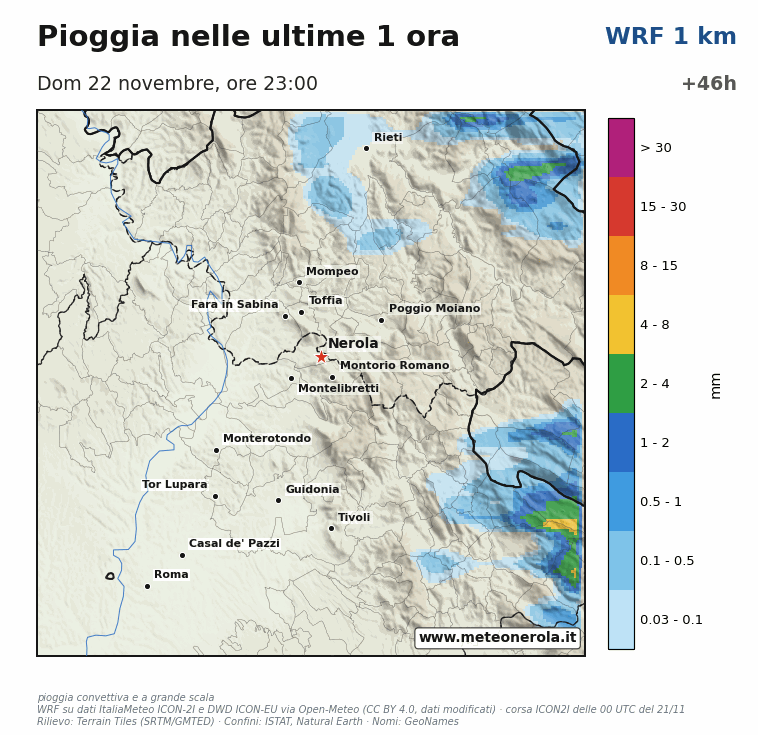 Pioggia nelle ultime 1 ora
WRF 1 km
Dom 22 novembre, ore 23:00
+46h
Rieti
Mompeo
Fara in Sabina
Toffia
Poggio Moiano
Nerola
Montorio Romano
Montelibretti
Monterotondo
Tor Lupara
Guidonia
Tivoli
Casal de' Pazzi
Roma
www.meteonerola.it
> 30
15 - 30
8 - 15
4 - 8
2 - 4
1 - 2
0.5 - 1
0.1 - 0.5
0.03 - 0.1
mm
pioggia convettiva e a grande scala
WRF su dati ItaliaMeteo ICON-2I e DWD ICON-EU via Open-Meteo (CC BY 4.0, dati modificati) · corsa ICON2I delle 00 UTC del 21/11
Rilievo: Terrain Tiles (SRTM/GMTED) · Confini: ISTAT, Natural Earth · Nomi: GeoNames